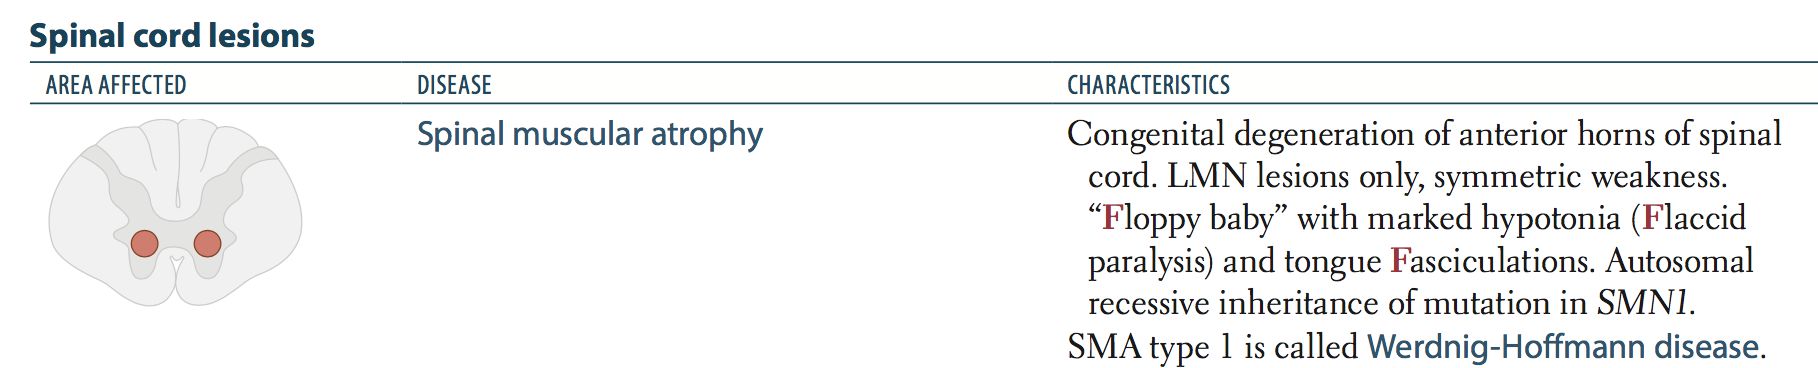 Spinal cord lesions
AREA AFFECTED DISEASE CHARACTERISTICS
Spinal muscular atrophy
Congenital degeneration of anterior horns of spinal
cord. LMN lesions only, symmetric weakness.
“Floppy baby” with marked hypotonia (Flaccid
paralysis) and tongue Fasciculations. Autosomal
recessive inheritance of mutation in SMN1.
SMA type 1 is called Werdnig-Hoffmann disease.